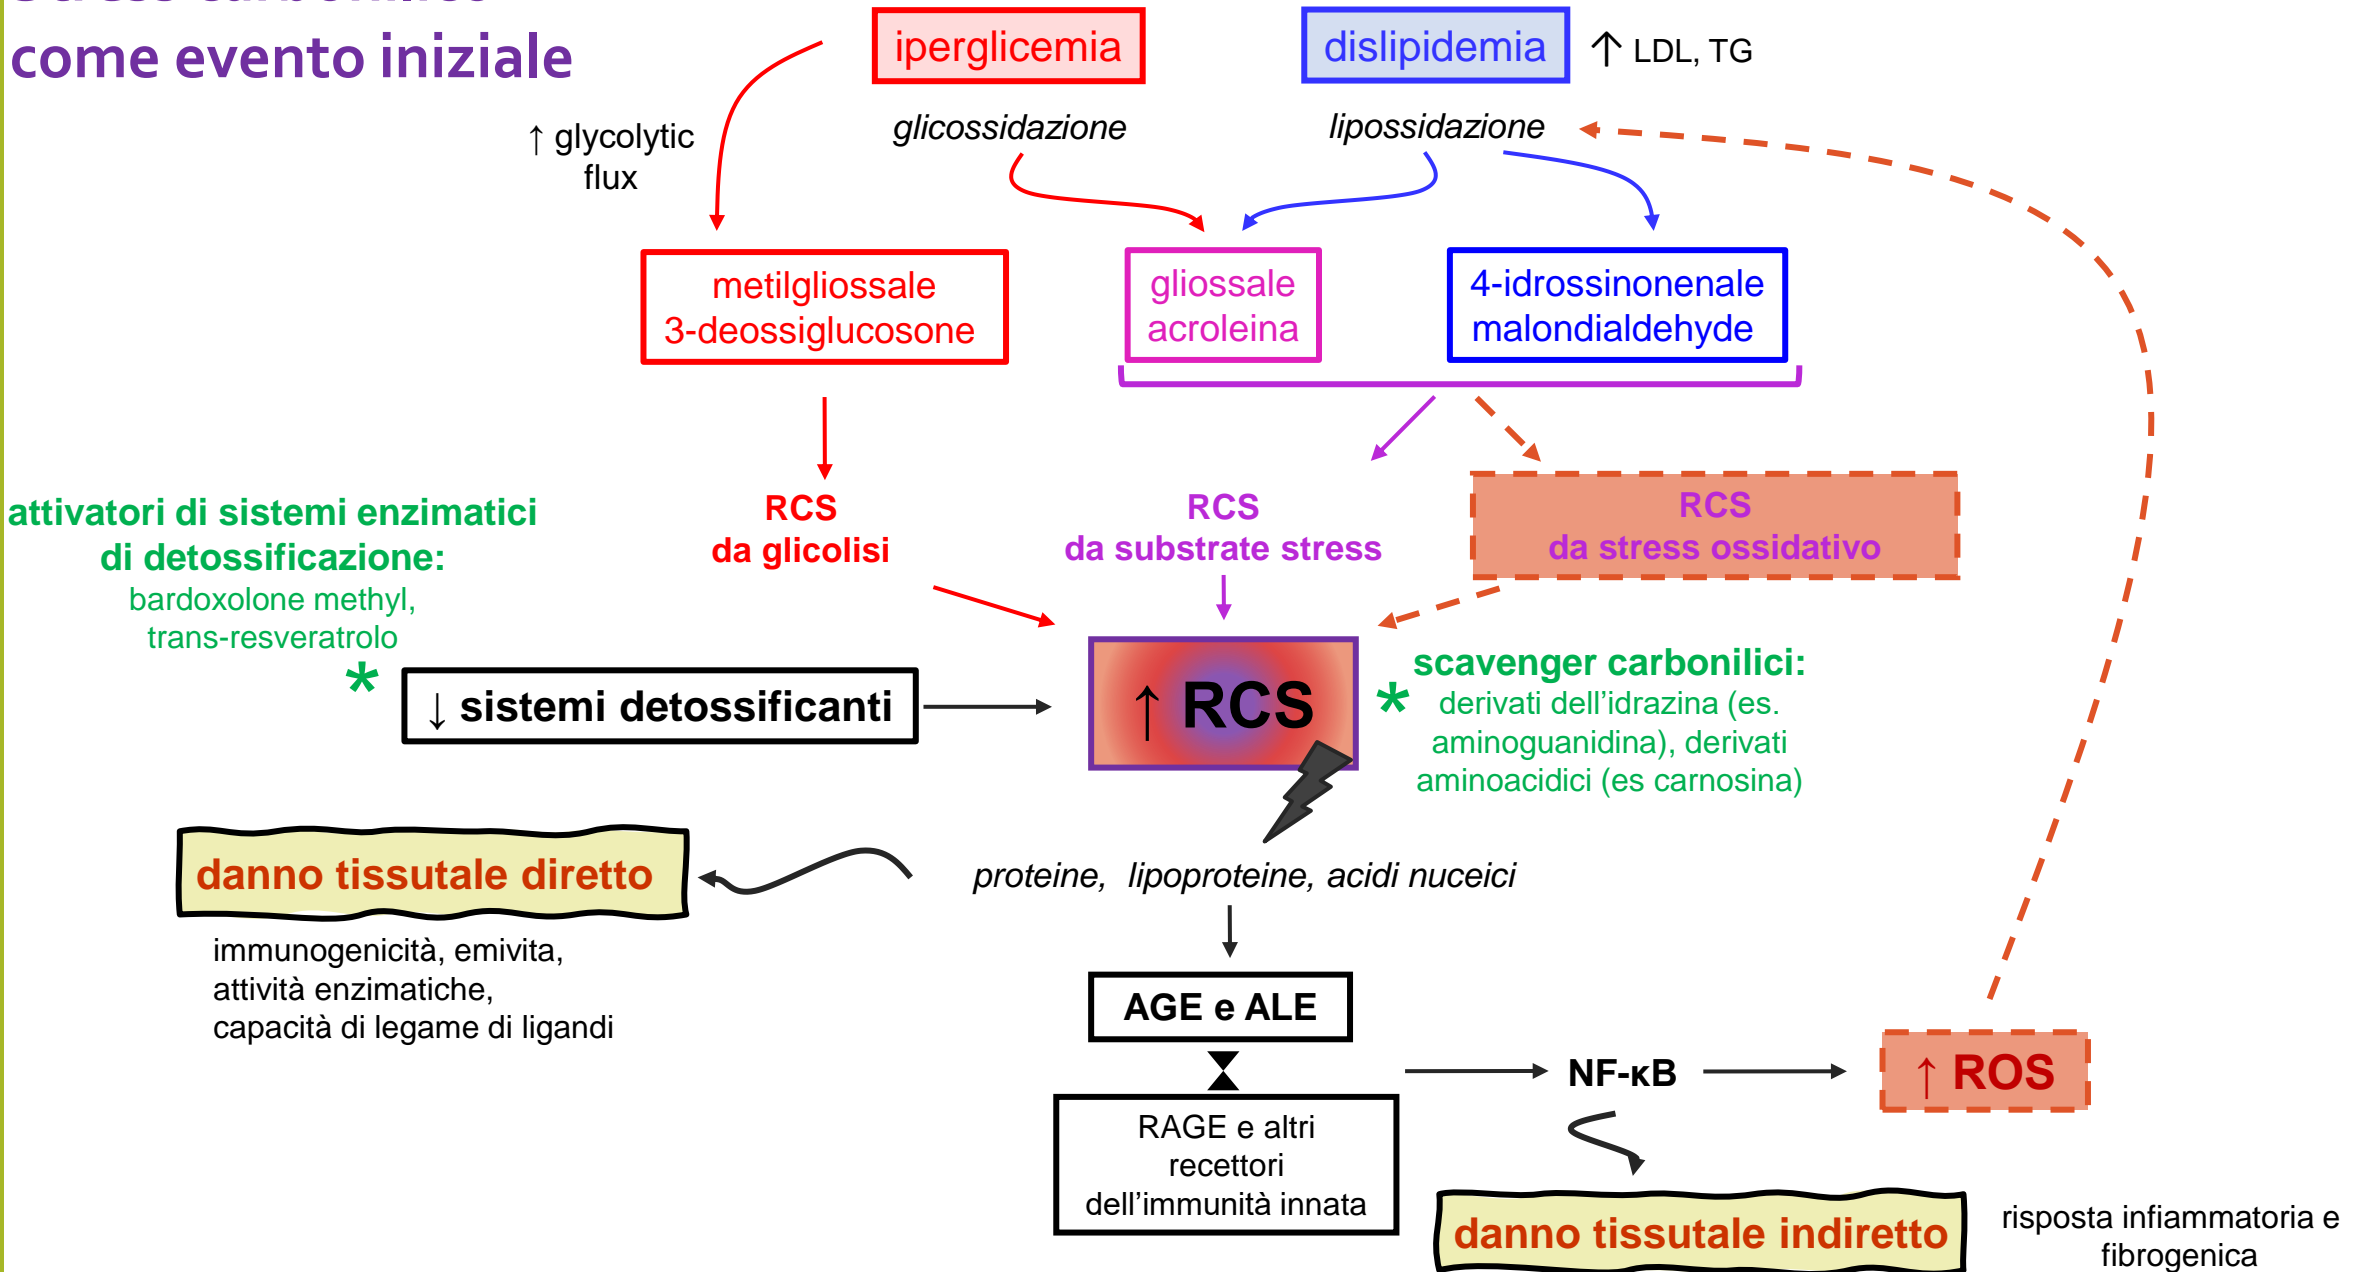 come evento iniziale
iperglicemia
dislipidemia
↑ LDL, TG
↑ glycolytic
flux
glicossidazione
lipossidazione
metilgliossale
3-deossiglucosone
gliossale
acroleina
4-idrossinonenale
malondialdehyde
attivatori di sistemi enzimatici
di detossificazione:
bardoxolone methyl,
trans-resveratrolo
RCS
da glicolisi
RCS
da substrate stress
RCS
da stress ossidativo
*
↓ sistemi detossificanti
↑ RCS
*
scavenger carbonilici:
derivati dell’idrazina (es.
aminoguanidina), derivati
aminoacidici (es carnosina)
danno tissutale diretto
proteine, lipoproteine, acidi nuceici
immunogenicità, emivita,
attività enzimatiche,
capacità di legame di ligandi
AGE e ALE
NF-κB
↑ ROS
RAGE e altri
recettori
dell’immunità innata
danno tissutale indiretto
risposta infiammatoria e
fibrogenica